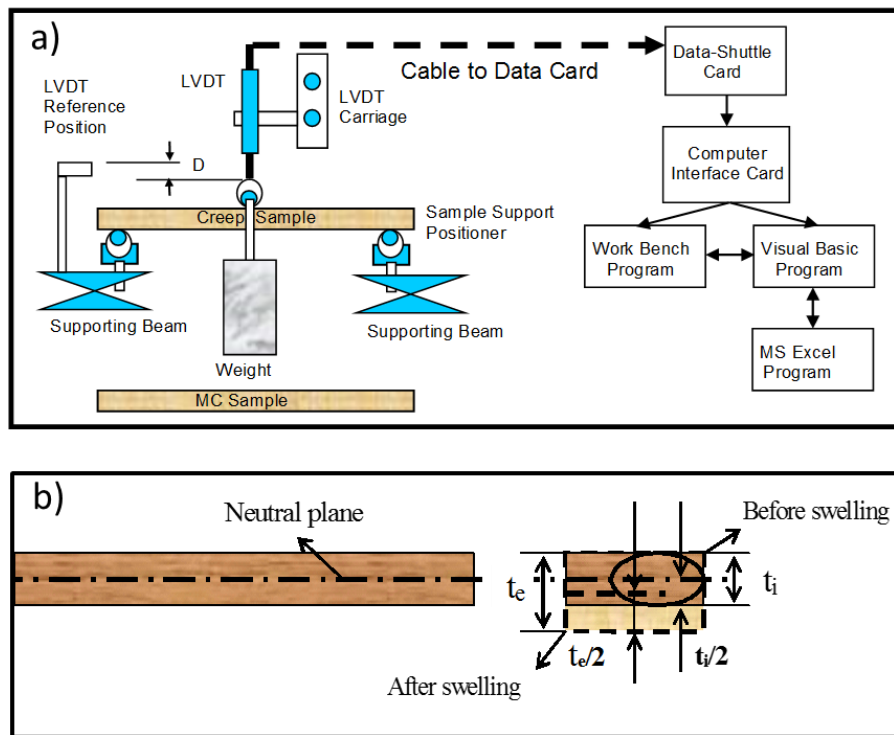 a)
LVDT
Reference
Position
D
LVDT
LVDT
Carriage
Cable to Data Card
Data-Shuttle
Card
Computer
Interface Card
Work Bench
Program
Visual Basic
Program
MS Excel
Program
Creep Sample
Sample Support
Positioner
Supporting Beam
Supporting Beam
Weight
MC Sample
b)
Neutral plane
Before swelling
te
ti
te/2
ti/2
After swelling